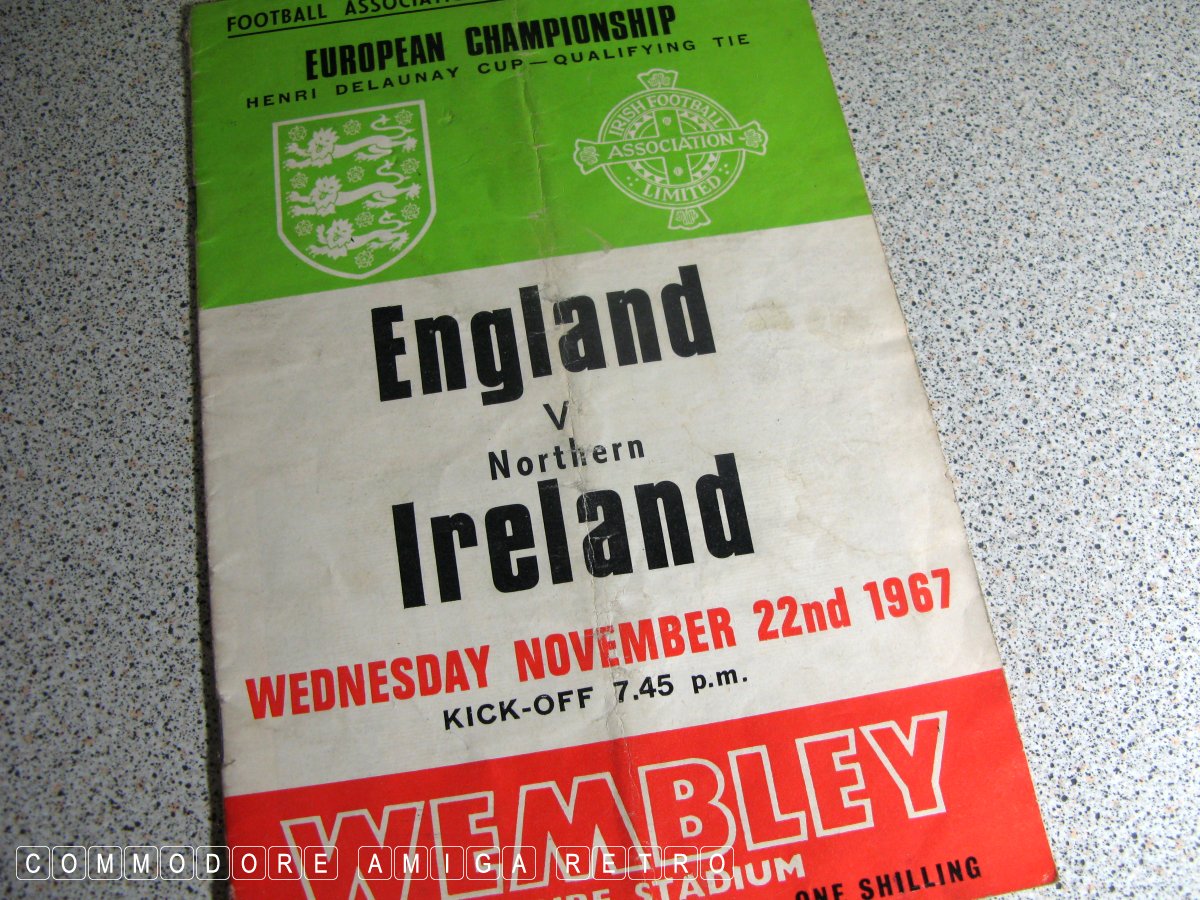 FOOTBALL ASSOCIATION
EUROPEAN CHAMPIONSHIP
HENRI DELAUNAY CUP—QUALIFYING TIE
IRISH FOOTBALL
ASSOCIATION
LIMITED
England
V
Northern
Ireland
WEDNESDAY NOVEMBER 22nd 1967
KICK-OFF 7.45 p.m.
WEMBLEY
STADIUM
ONE SHILLING
COMMODORE AMIGA RETRO